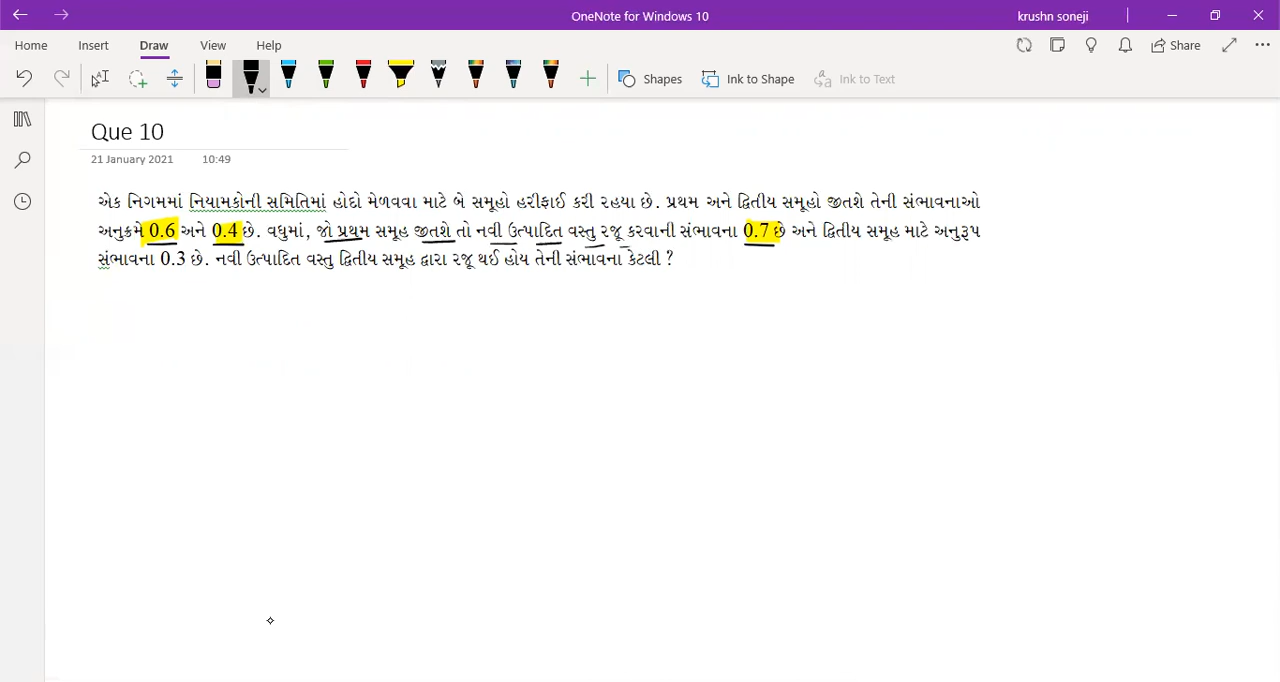 OneNote for Windows 10
krushn soneji
Home Insert Draw View Help
Share
Shapes Ink to Shape Ink to Text
Que 10
21 January 2021 10:49
એક નિગમમાં નિયામકોની સમિતિમાં હોદો મેળવવા માટે બે સમૂહો હરીફાઈ કરી રહયા છે. પ્રથમ અને દ્વિતીય સમૂહો જીતશે તેની સંભાવનાઓ
અનુક્રમે 0.6 અને 0.4 છે. વધુમાં, જો પ્રથમ સમૂહ જીતશે તો નવી ઉત્પાદિત વસ્તુ રજૂ કરવાની સંભાવના 0.7 છે અને દ્વિતીય સમૂહ માટે અનુરૂપ
સંભાવના 0.3 છે. નવી ઉત્પાદિત વસ્તુ દ્વિતીય સમૂહ દ્વારા રજૂ થઈ હોય તેની સંભાવના કેટલી ?